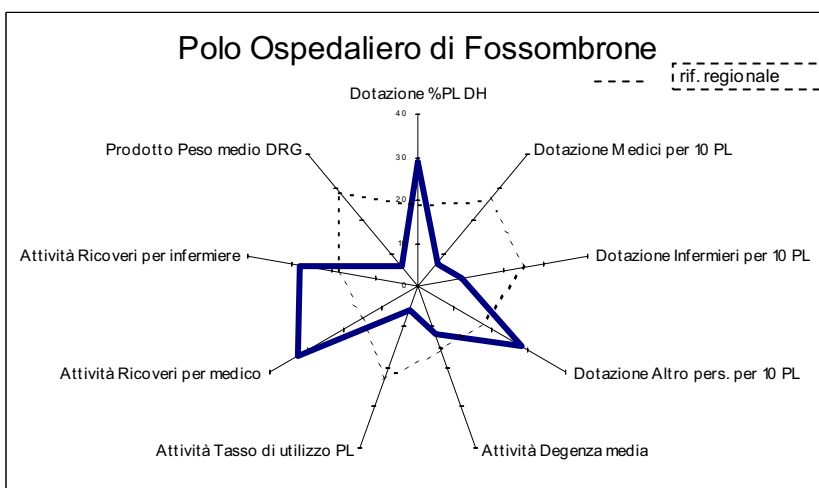 Polo Ospedaliero di Fossombrone
rif. regionale
Dotazione %PL DH
40
Prodotto Peso medio DRG
Dotazione Medici per 10 PL
30
20
Attività Ricoveri per infermiere
Dotazione Infermieri per 10 PL
10
0
Attività Ricoveri per medico
Dotazione Altro pers. per 10 PL
Attività Tasso di utilizzo PL
Attività Degenza media